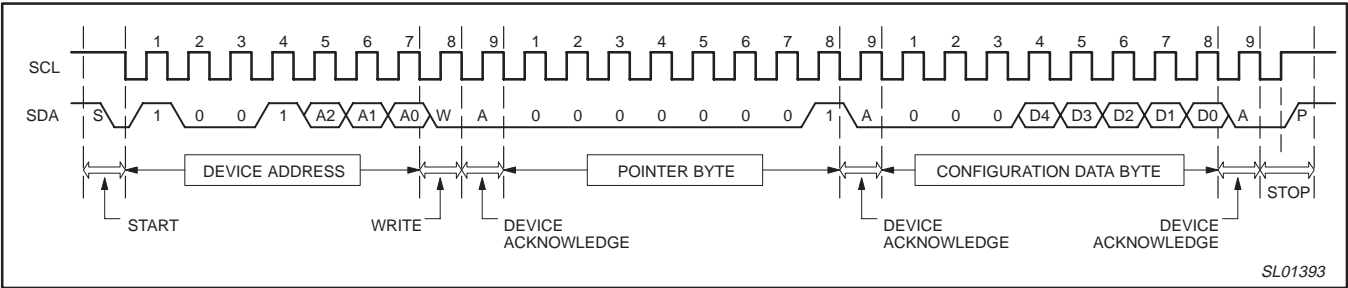 SCL 1 2 3 4 5 6 7 8 9 1 2 3 4 5 6 7 8 9 1 2 3 4 5 6 7 8 9
SDA S 1 0 0 1 A2 A1 A0 W A 0 0 0 0 0 0 0 1 A 0 0 0 D4 D3 D2 D1 D0 A P
DEVICE ADDRESS POINTER BYTE CONFIGURATION DATA BYTE
STOP
START WRITE DEVICE DEVICE DEVICE
ACKNOWLEDGE ACKNOWLEDGE ACKNOWLEDGE
SL01393